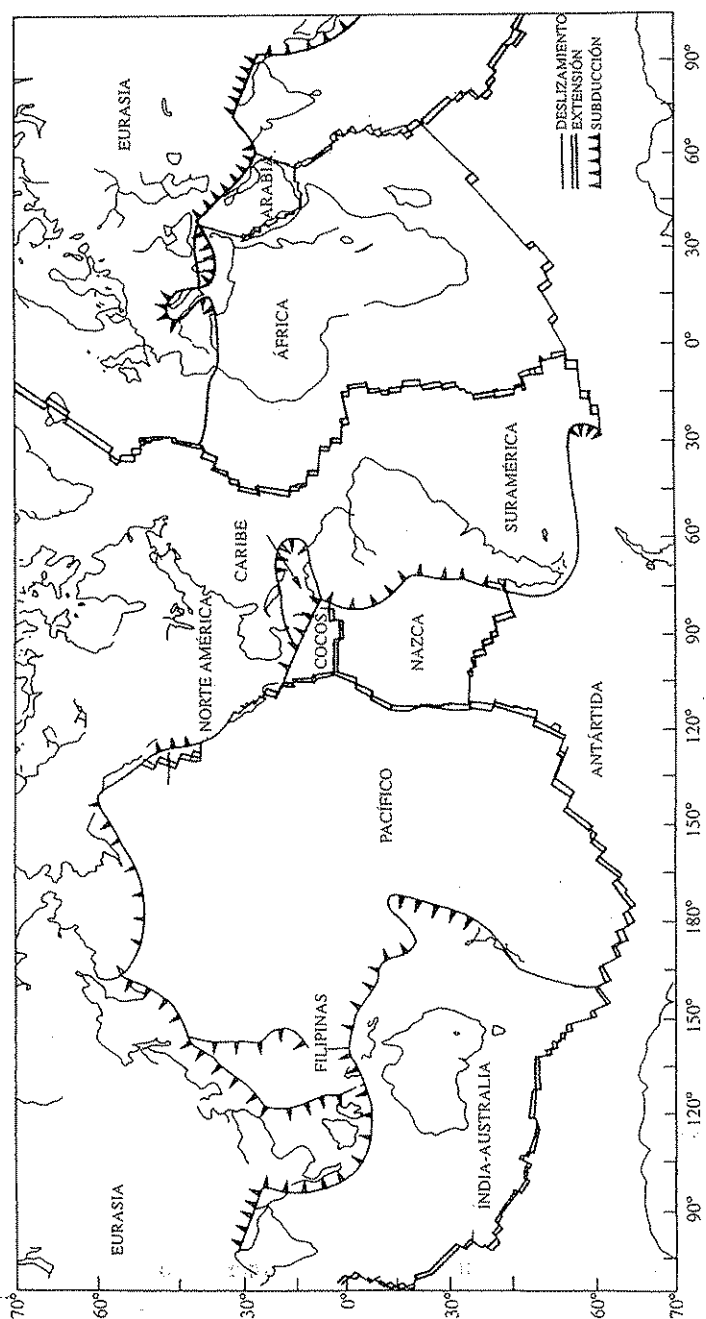 EURASIA
EURASIA
NORTE AMÉRICA
CARIBE
ARABIA
ÁFRICA
FILIPINAS
COCOS
PACÍFICO
NAZCA
SURAMÉRICA
ÍNDIA-AUSTRALIA
ANTÁRTIDA
DESLIZAMIENTO
EXTENSIÓN
SUBDUCCIÓN
70°
60°
30°
0°
30°
60°
70°
90°
120°
150°
180°
150°
120°
90°
60°
30°
0°
30°
60°
90°